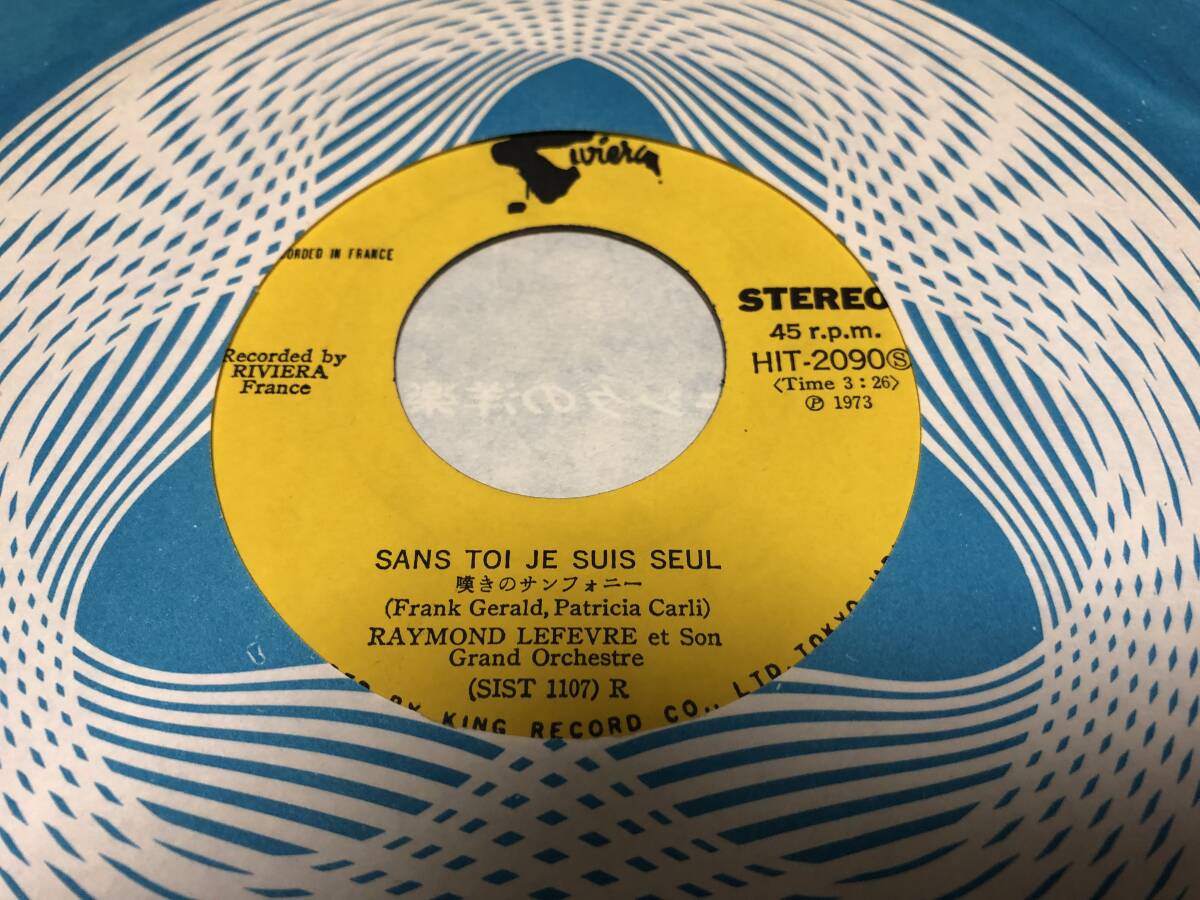 Riviera
RECORDED IN FRANCE
Recorded by
RIVIERA
France
STEREO
45 r.p.m.
HIT-2090Ⓢ
〈Time 3:26〉
Ⓟ 1973
SANS TOI JE SUIS SEUL
嘆きのサンフォニー
(Frank Gerald, Patricia Carli)
RAYMOND LEFEVRE et Son
Grand Orchestre
(SIST 1107) R
BY KING RECORD CO., LTD. TOKYO